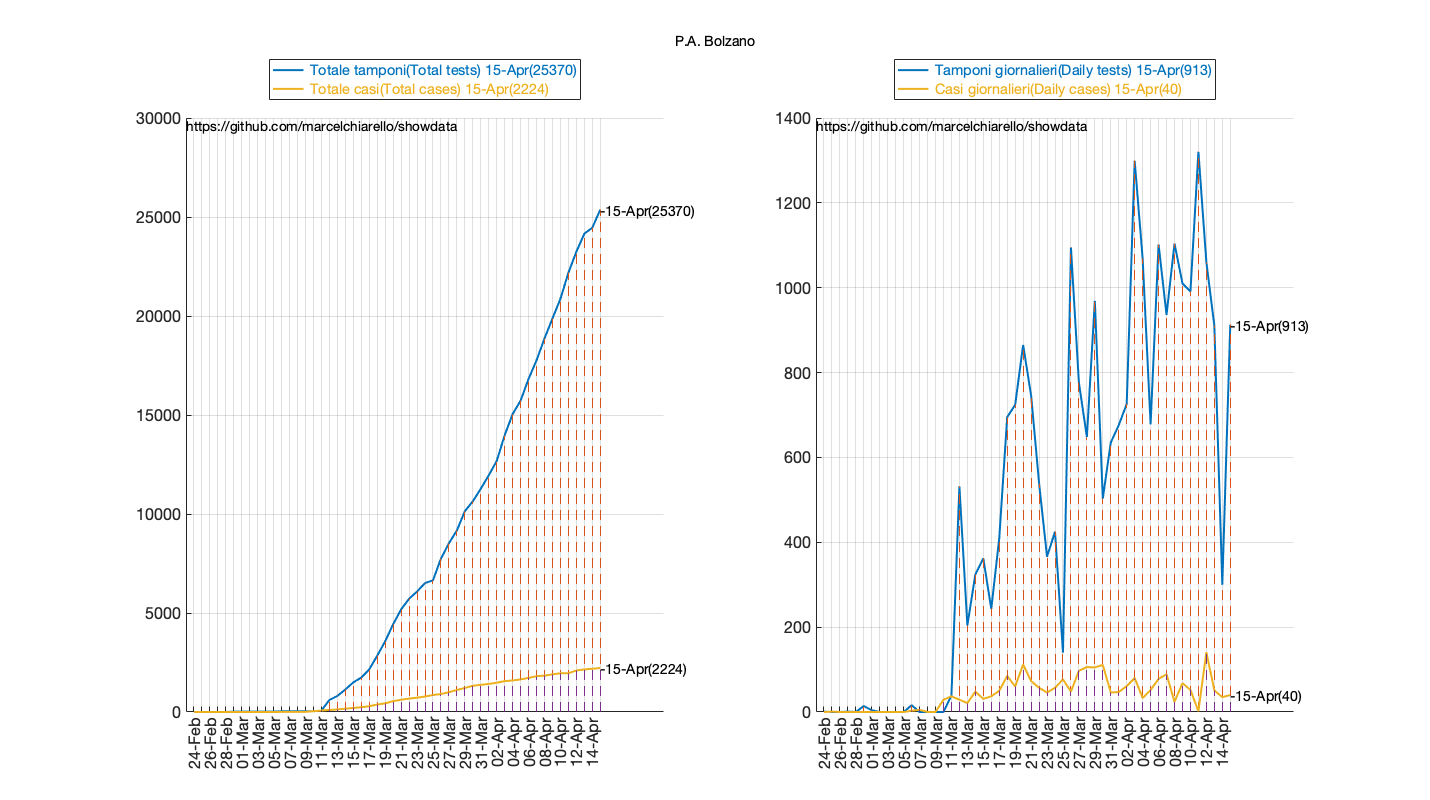 P.A. Bolzano
Totale tamponi(Total tests) 15-Apr(25370)
Totale casi(Total cases) 15-Apr(2224)
https://github.com/marcelchiarello/showdata
30000
25000
20000
15000
10000
5000
0
15-Apr(25370)
15-Apr(2224)
24-Feb
26-Feb
28-Feb
01-Mar
03-Mar
05-Mar
07-Mar
09-Mar
11-Mar
13-Mar
15-Mar
17-Mar
19-Mar
21-Mar
23-Mar
25-Mar
27-Mar
29-Mar
31-Mar
02-Apr
04-Apr
06-Apr
08-Apr
10-Apr
12-Apr
14-Apr
Tamponi giornalieri(Daily tests) 15-Apr(913)
Casi giornalieri(Daily cases) 15-Apr(40)
https://github.com/marcelchiarello/showdata
1400
1200
1000
800
600
400
200
0
15-Apr(913)
15-Apr(40)
24-Feb
26-Feb
28-Feb
01-Mar
03-Mar
05-Mar
07-Mar
09-Mar
11-Mar
13-Mar
15-Mar
17-Mar
19-Mar
21-Mar
23-Mar
25-Mar
27-Mar
29-Mar
31-Mar
02-Apr
04-Apr
06-Apr
08-Apr
10-Apr
12-Apr
14-Apr